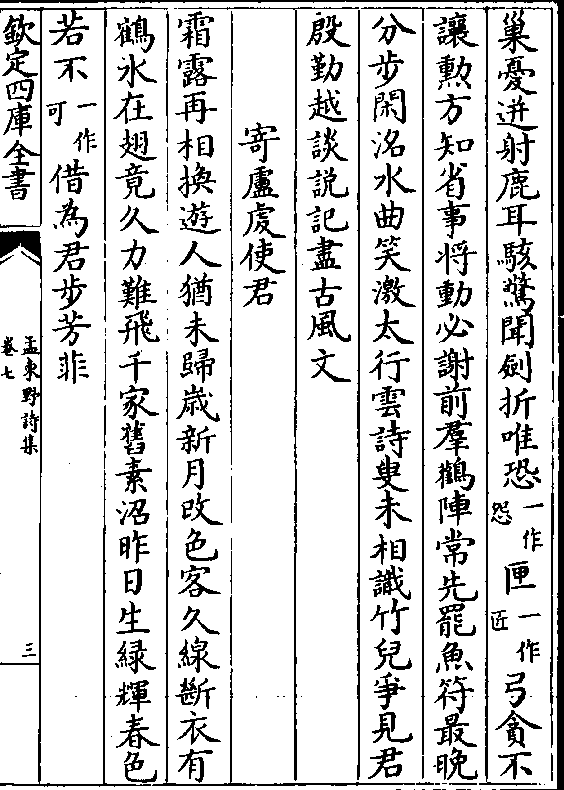 巢憂迸射鹿耳駭驚聞劍折唯恐一作怨匣一作匠弓貪不
讓勲方知省事將動必謝前羣鶴陣常先罷魚符最晚
分步閑洺水曲笑激太行雲詩叟未相識竹兒爭見君
殷勤越談說記盡古風文
寄盧虔使君
霜露再相換遊人猶未歸歲新月改色客久線斷衣有
鶴氷在翅竟久力難飛千家舊素沼昨日生緑輝春色
若不一作可借為君步芳菲
欽定四庫全書
孟東野詩集
卷七
三